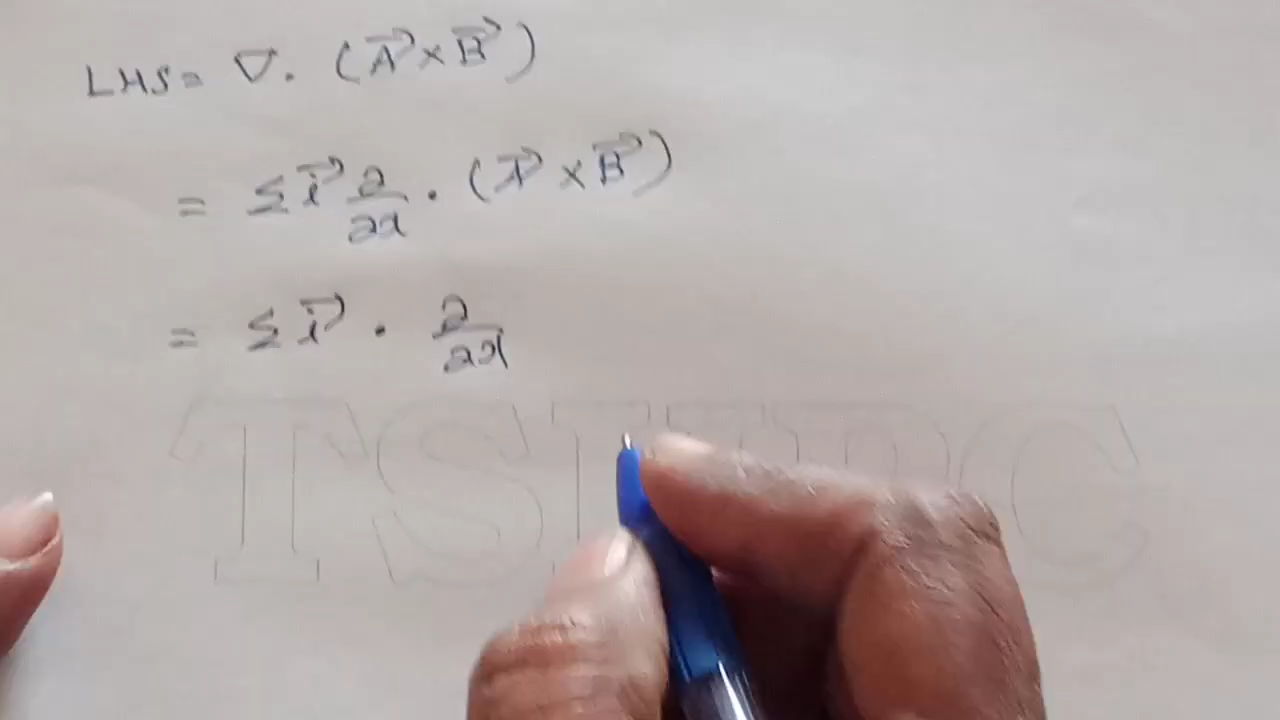 LHS = ∇ . (A⃗ × B⃗)
= Σ i⃗ ∂/∂x . (A⃗ × B⃗)
= Σ i⃗ . ∂/∂x